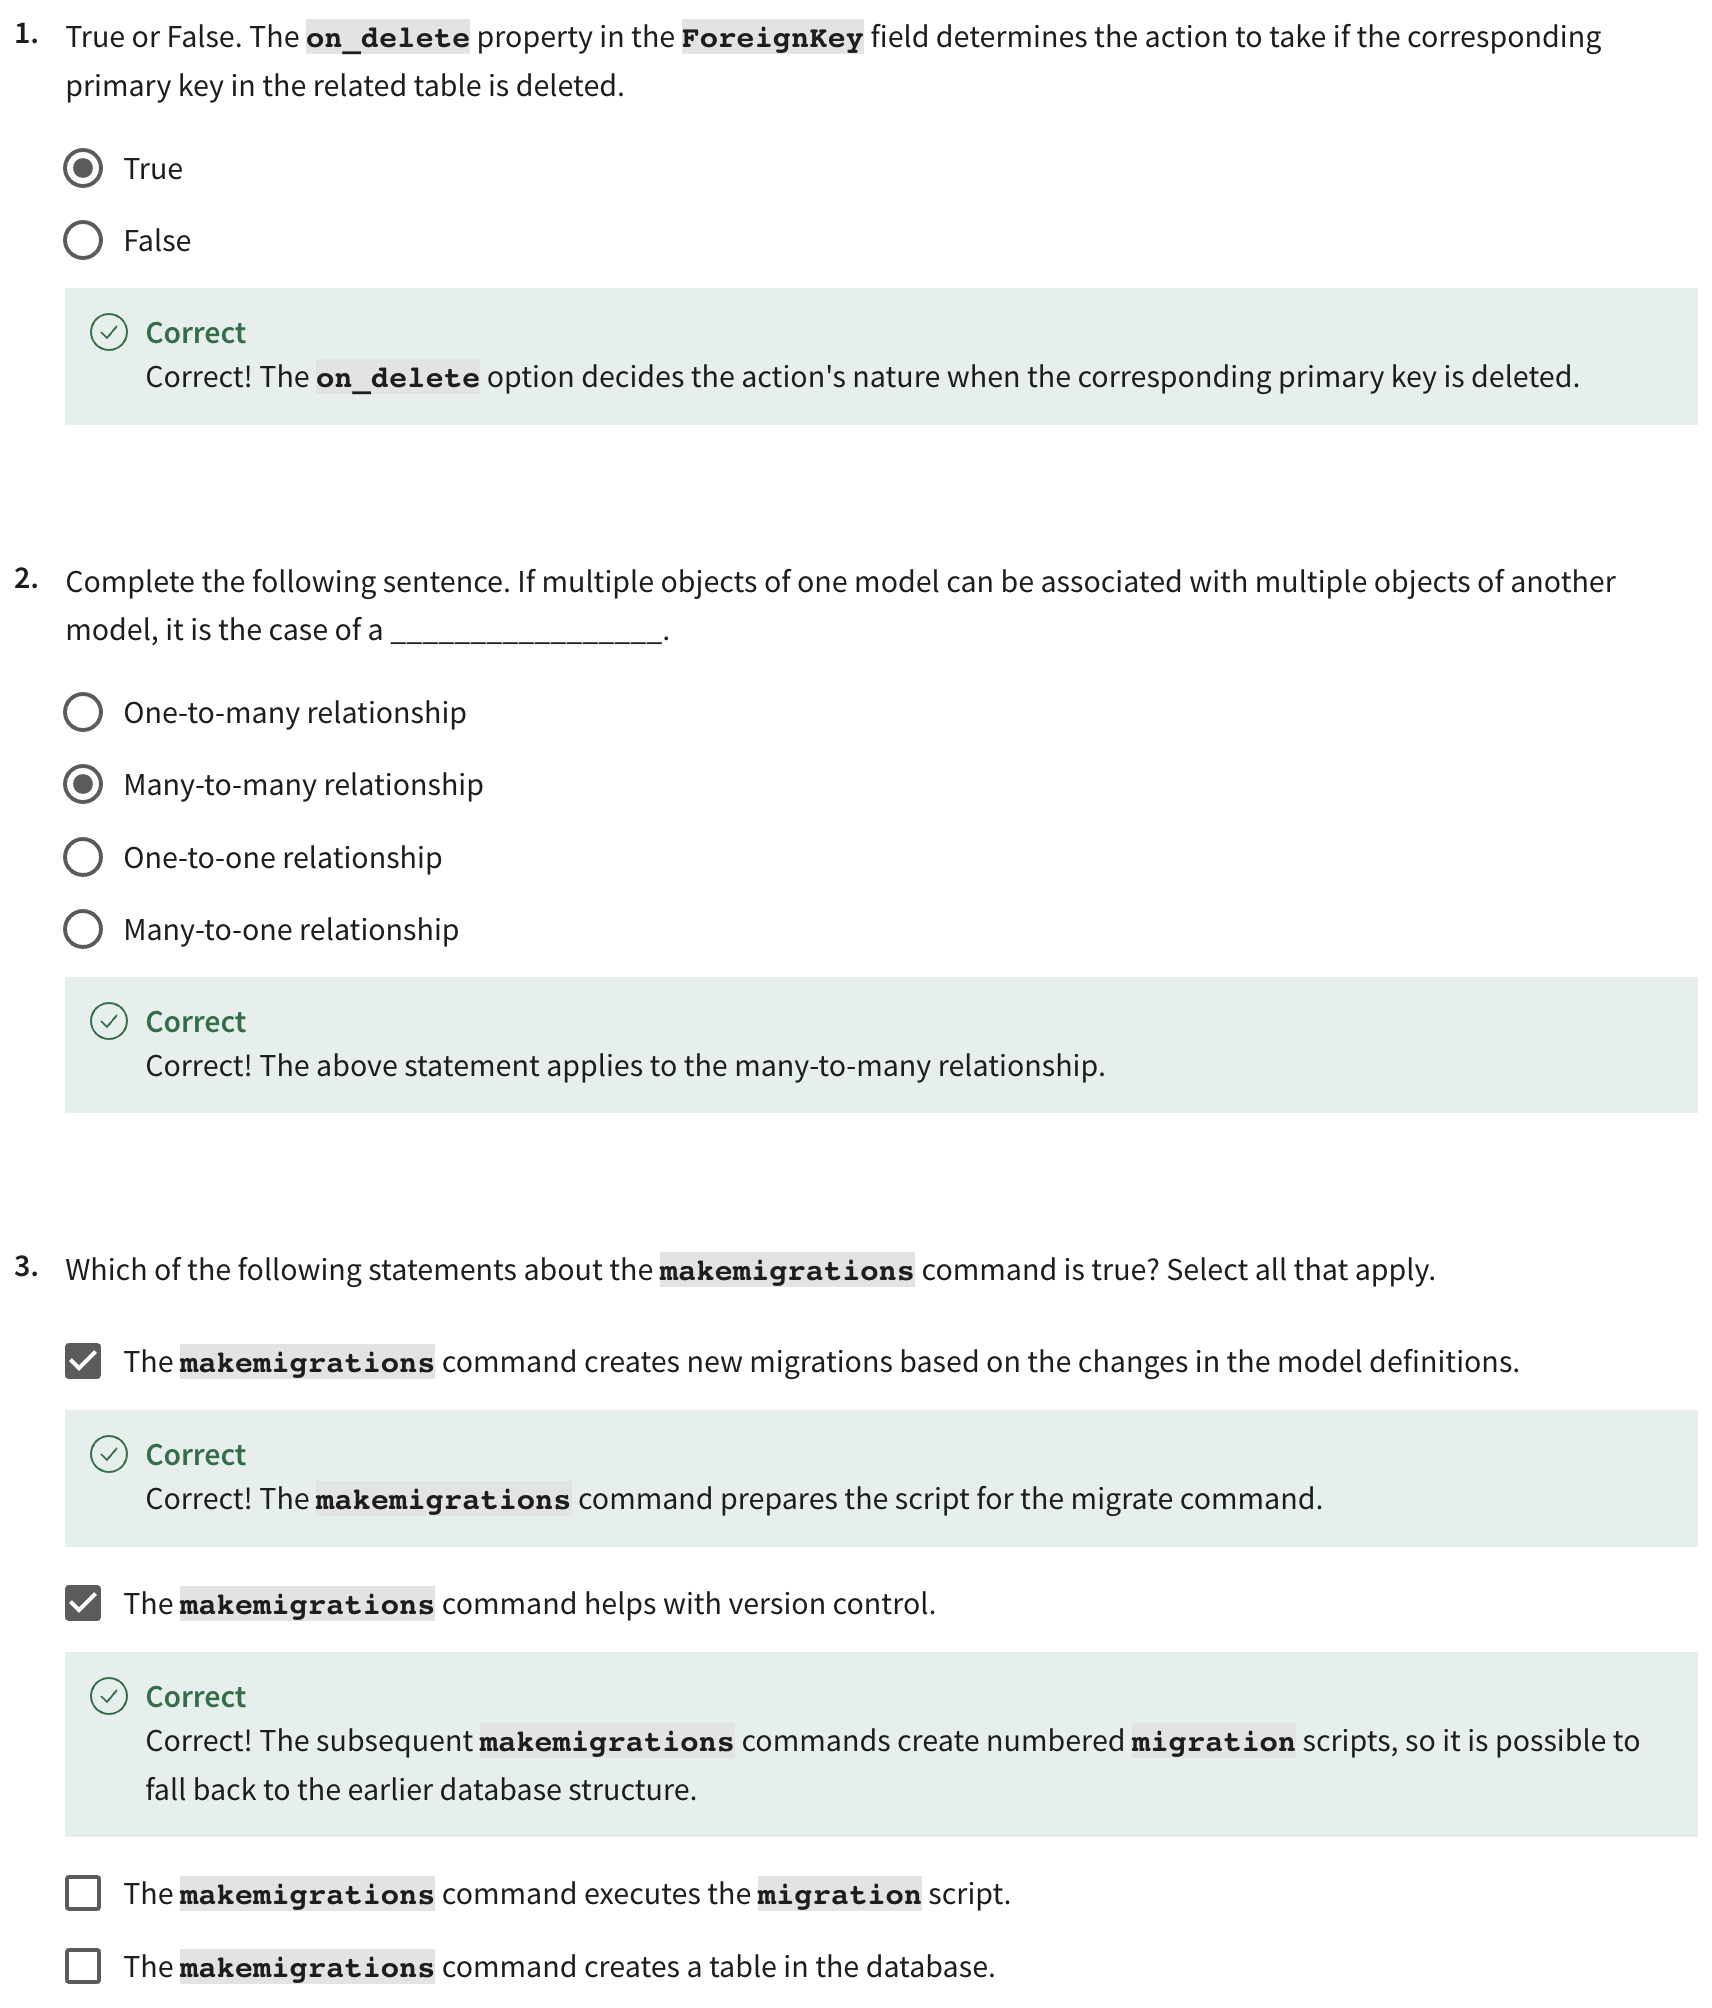 1. True or False. The on_delete property in the ForeignKey field determines the action to take if the corresponding
primary key in the related table is deleted.
True
False
Correct
Correct! The on_delete option decides the action's nature when the corresponding primary key is deleted.
2. Complete the following sentence. If multiple objects of one model can be associated with multiple objects of another
model, it is the case of a _________________.
One-to-many relationship
Many-to-many relationship
One-to-one relationship
Many-to-one relationship
Correct
Correct! The above statement applies to the many-to-many relationship.
3. Which of the following statements about the makemigrations command is true? Select all that apply.
The makemigrations command creates new migrations based on the changes in the model definitions.
Correct
Correct! The makemigrations command prepares the script for the migrate command.
The makemigrations command helps with version control.
Correct
Correct! The subsequent makemigrations commands create numbered migration scripts, so it is possible to
fall back to the earlier database structure.
The makemigrations command executes the migration script.
The makemigrations command creates a table in the database.